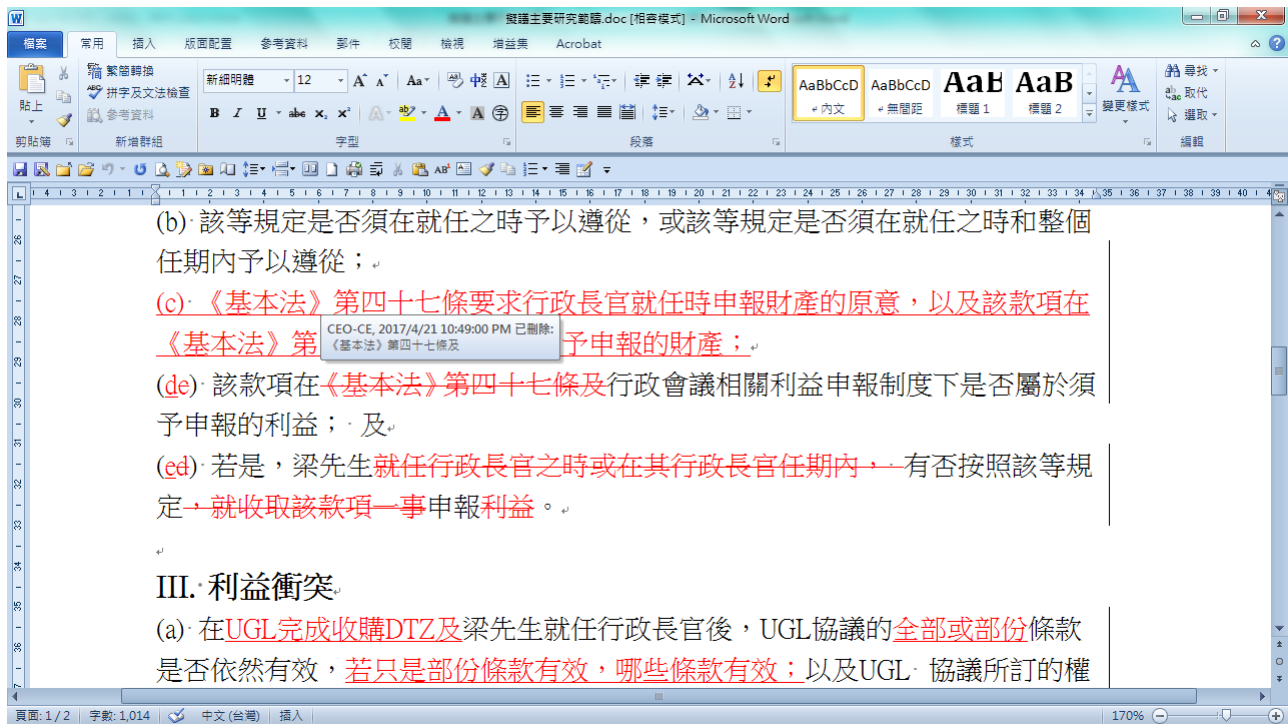 擬議主要研究範疇.doc [相容模式] - Microsoft Word
檔案 常用 插入 版面配置 參考資料 郵件 校閱 檢視 增益集 Acrobat
貼上
繁簡轉換
拼字及文法檢查
參考資料
新細明體 12
AaBbCcD AaBbCcD AaB AaB
內文 無間距 標題 1 標題 2
變更樣式
尋找
取代
選取
剪貼簿 新增群組 字型 段落 樣式 編輯
(b) 該等規定是否須在就任之時予以遵從，或該等規定是否須在就任之時和整個
任期內予以遵從；
(c) 《基本法》第四十七條要求行政長官就任時申報財產的原意，以及該款項在
《基本法》第
予申報的財產；
CEO-CE, 2017/4/21 10:49:00 PM 已刪除:
《基本法》第四十七條及
(de) 該款項在《基本法》第四十七條及行政會議相關利益申報制度下是否屬於須
予申報的利益； 及
(ed) 若是，梁先生就任行政長官之時或在其行政長官任期內， 有否按照該等規
定，就收取該款項一事申報利益。
III. 利益衝突
(a) 在UGL完成收購DTZ及梁先生就任行政長官後，UGL協議的全部或部份條款
是否依然有效，若只是部份條款有效，哪些條款有效；以及UGL 協議所訂的權
頁面: 1 / 2 字數: 1,014 中文 (台灣) 插入 170%